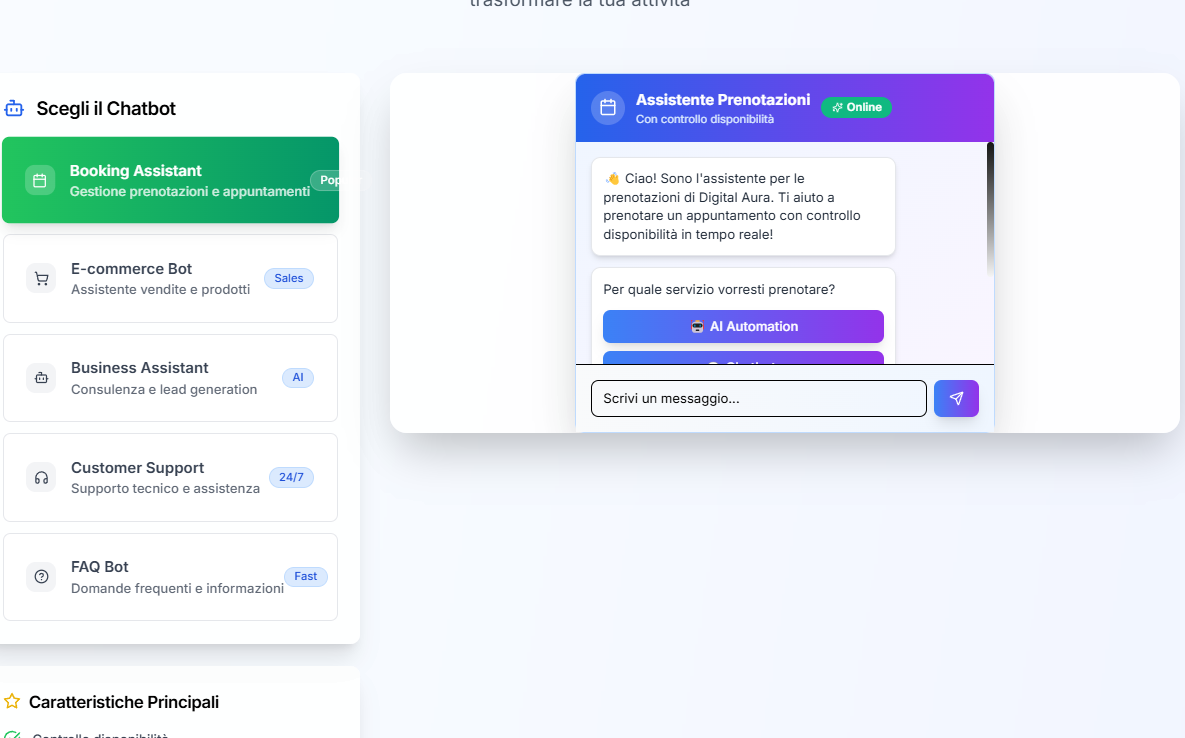 trasformare la tua attività
Scegli il Chatbot
Booking Assistant
Gestione prenotazioni e appuntamenti
E-commerce Bot
Assistente vendite e prodotti
Sales
Business Assistant
Consulenza e lead generation
AI
Customer Support
Supporto tecnico e assistenza
24/7
FAQ Bot
Domande frequenti e informazioni
Fast
Caratteristiche Principali
Controllo disponibilità
Assistente Prenotazioni
Online
Con controllo disponibilità
👋 Ciao! Sono l'assistente per le
prenotazioni di Digital Aura. Ti aiuto a
prenotare un appuntamento con controllo
disponibilità in tempo reale!
Per quale servizio vorresti prenotare?
🤖 AI Automation
Scrivi un messaggio...